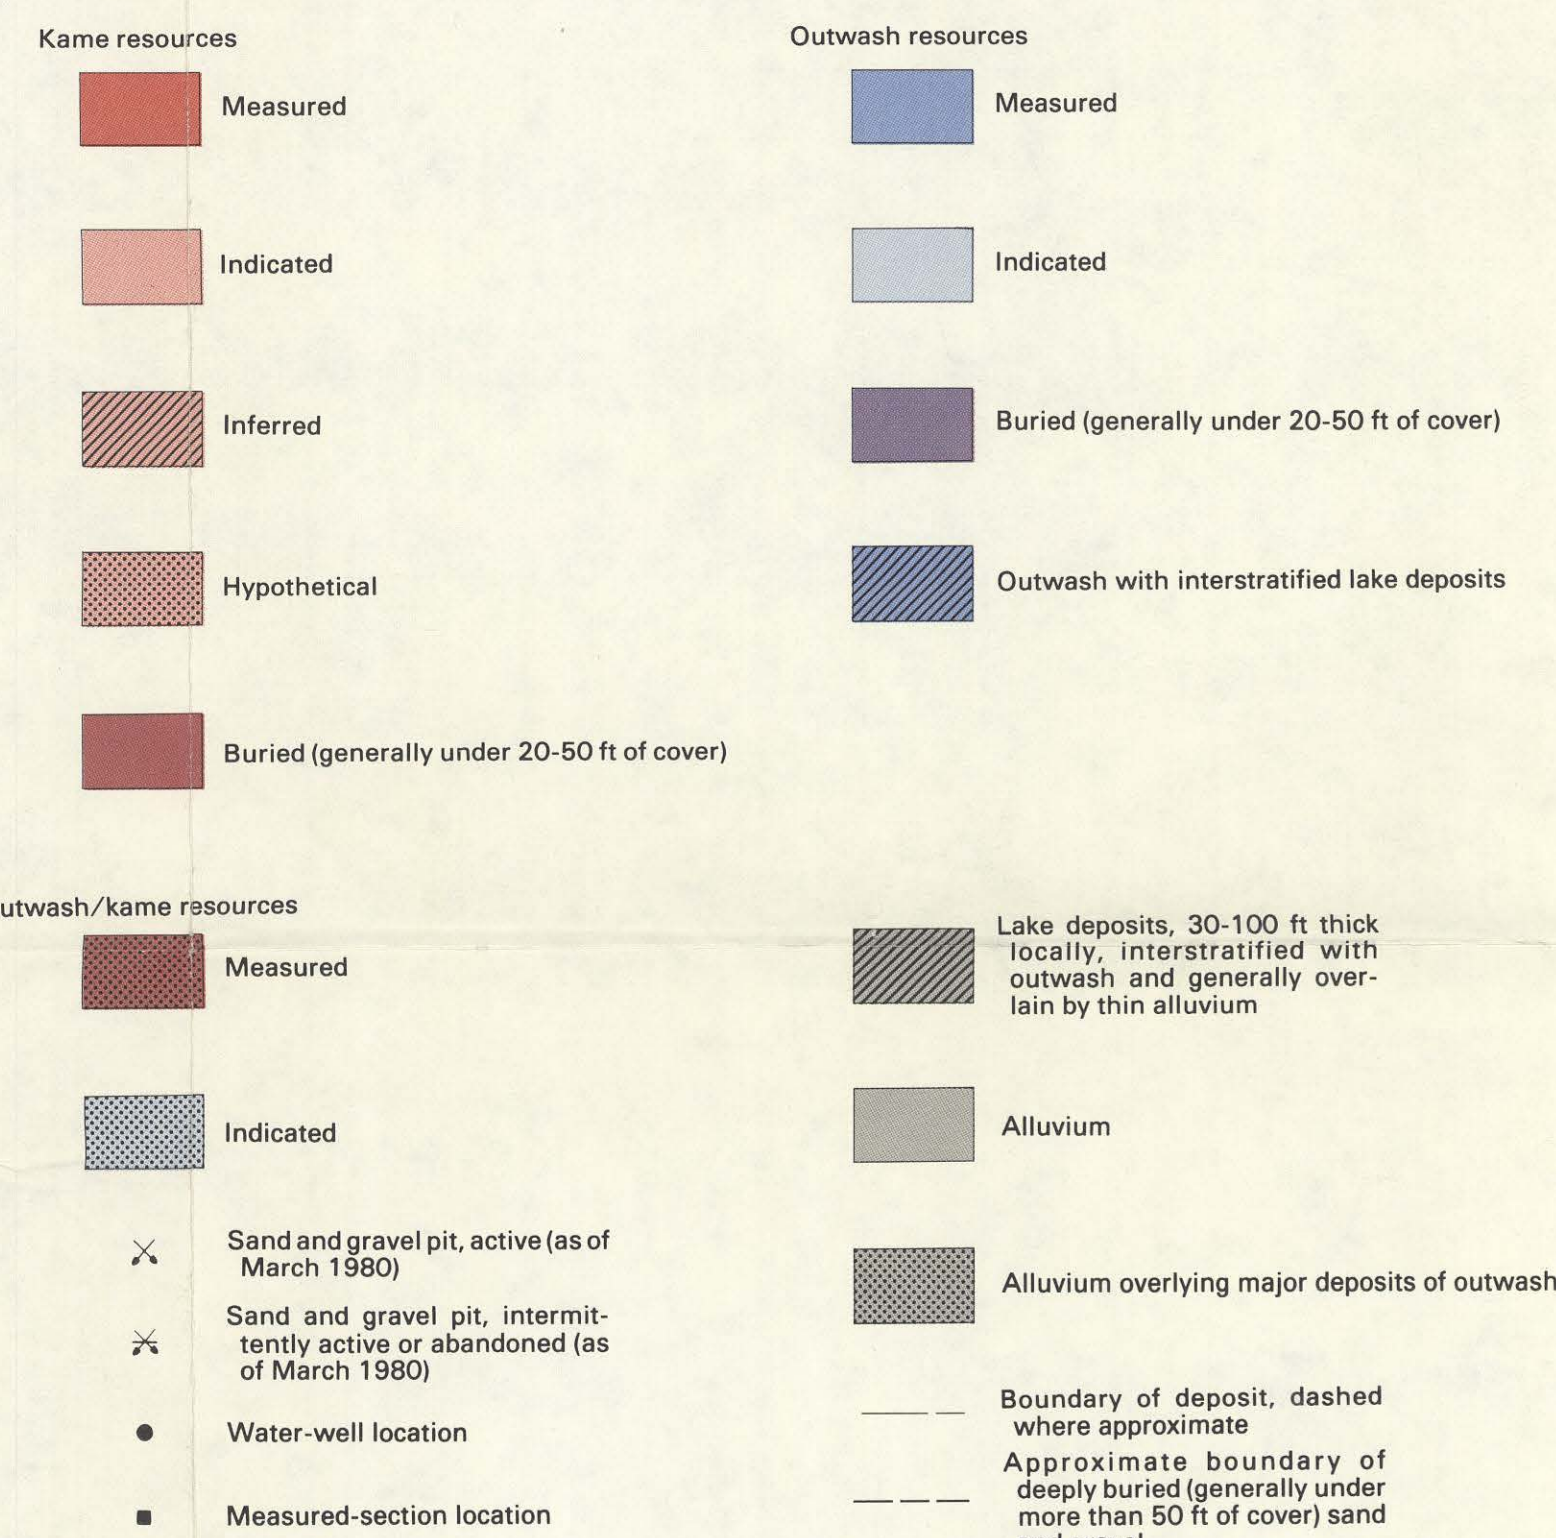 Kame resources
Measured
Indicated
Inferred
Hypothetical
Buried (generally under 20-50 ft of cover)
Outwash resources
Measured
Indicated
Buried (generally under 20-50 ft of cover)
Outwash with interstratified lake deposits
utwash/kame resources
Measured
Indicated
Sand and gravel pit, active (as of
March 1980)
Sand and gravel pit, intermit-
tently active or abandoned (as
of March 1980)
Water-well location
Measured-section location
Lake deposits, 30-100 ft thick
locally, interstratified with
outwash and generally over-
lain by thin alluvium
Alluvium
Alluvium overlying major deposits of outwash
Boundary of deposit, dashed
where approximate
Approximate boundary of
deeply buried (generally under
more than 50 ft of cover) sand